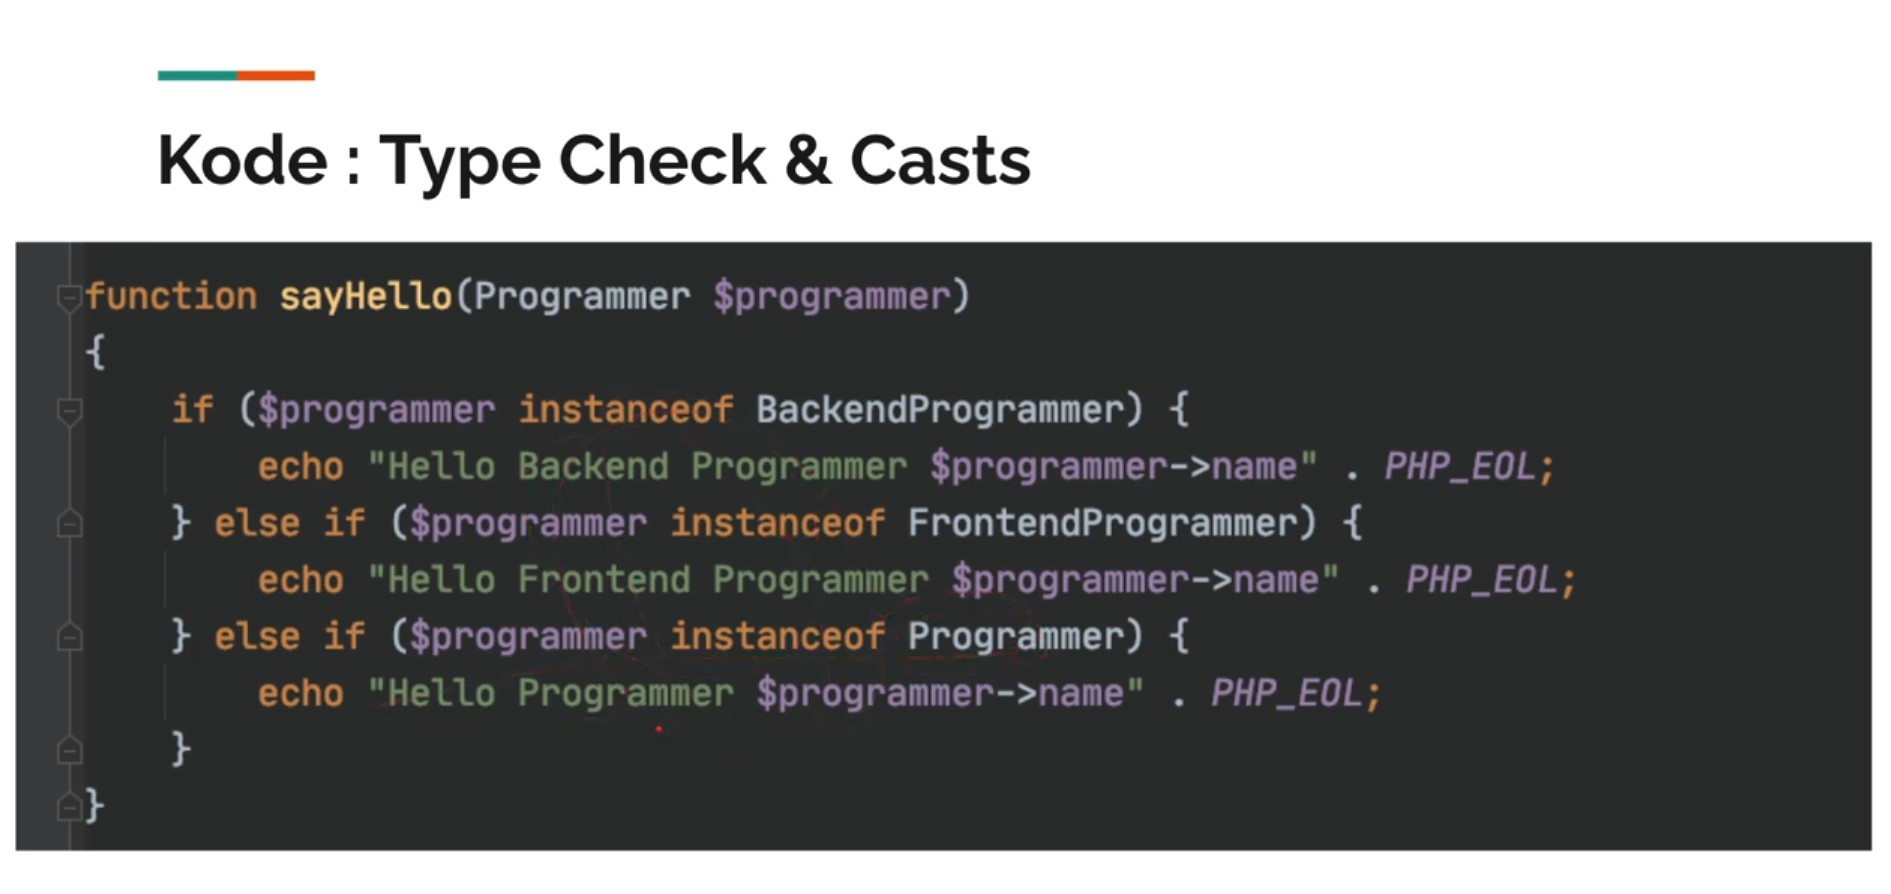 Kode : Type Check & Casts
function sayHello(Programmer $programmer)
{
    if ($programmer instanceof BackendProgrammer) {
        echo "Hello Backend Programmer $programmer->name" . PHP_EOL;
    } else if ($programmer instanceof FrontendProgrammer) {
        echo "Hello Frontend Programmer $programmer->name" . PHP_EOL;
    } else if ($programmer instanceof Programmer) {
        echo "Hello Programmer $programmer->name" . PHP_EOL;
    }
}